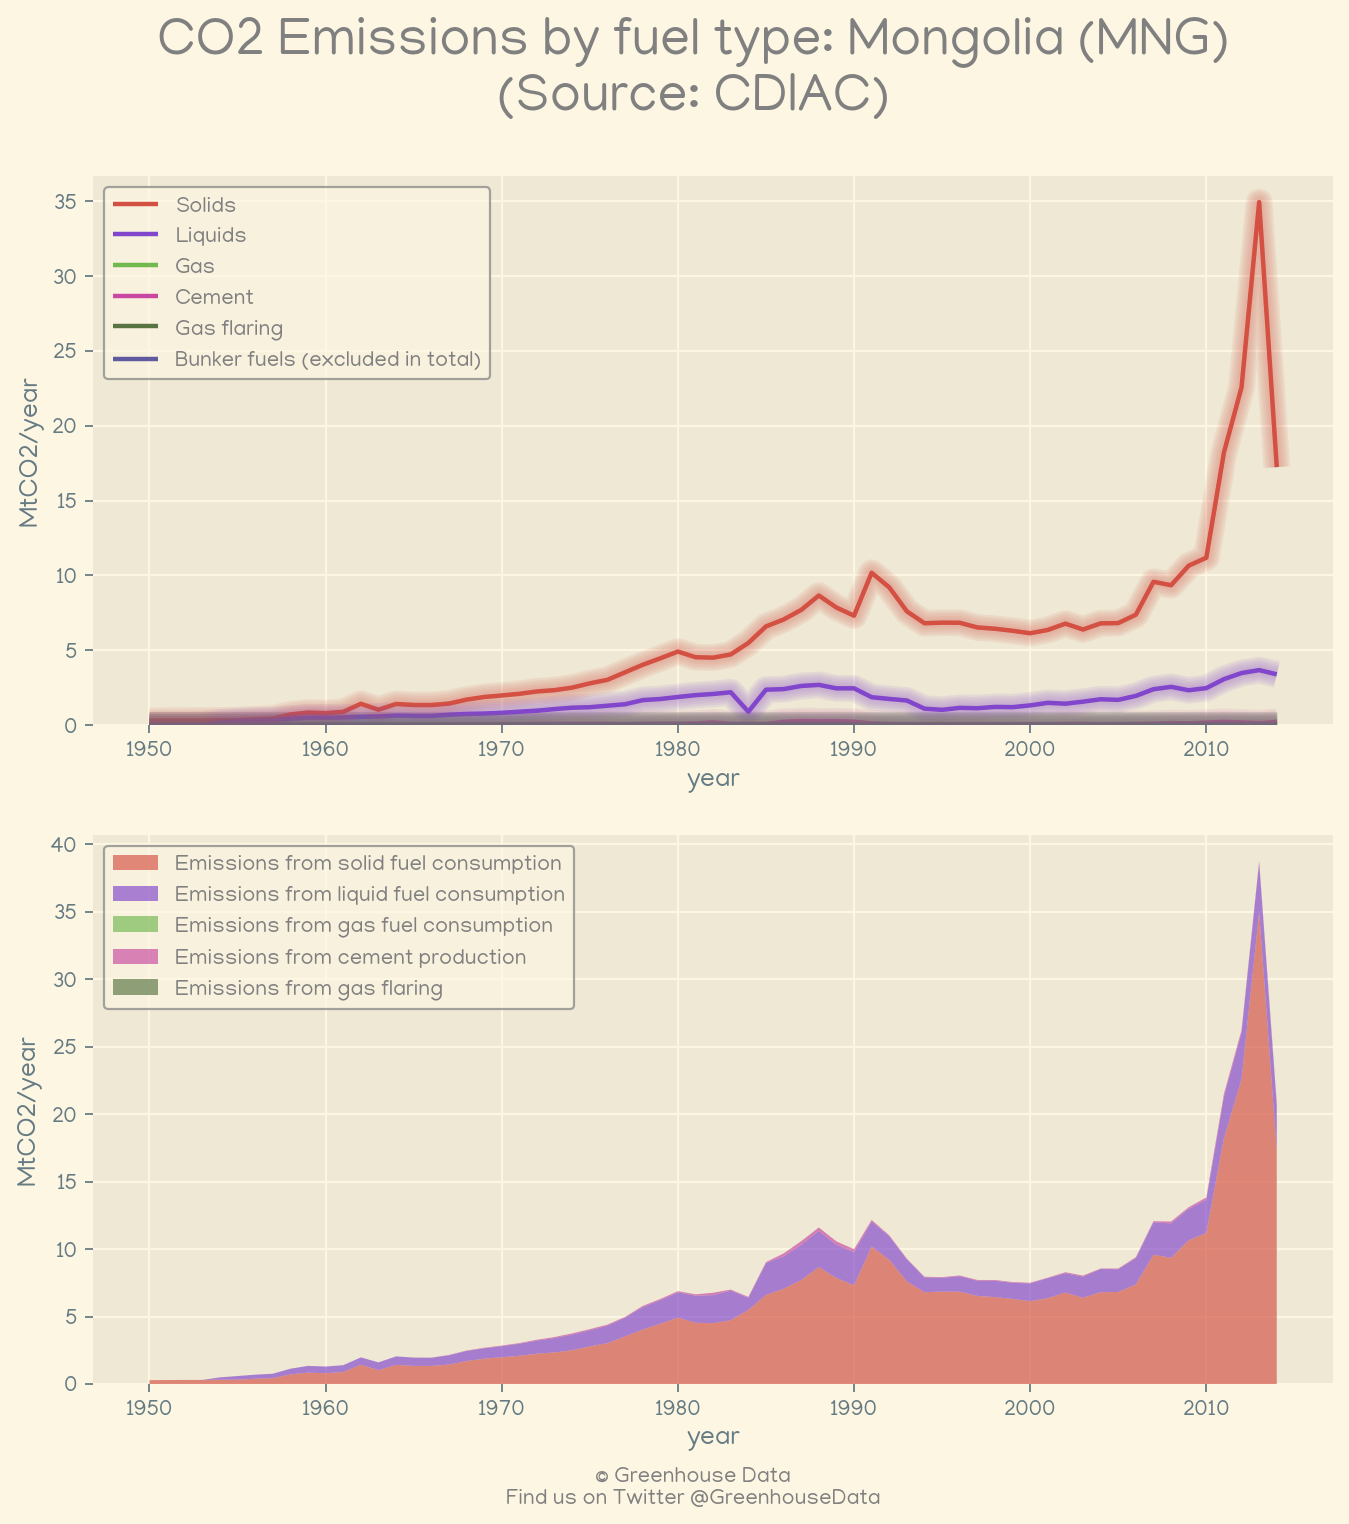 CO2 Emissions by fuel type: Mongolia (MNG)
(Source: CDIAC)
35
30
25
20
15
10
5
0
MtCO2/year
Solids
Liquids
Gas
Cement
Gas flaring
Bunker fuels (excluded in total)
1950 1960 1970 1980 1990 2000 2010
year
40
35
30
25
20
15
10
5
0
MtCO2/year
Emissions from solid fuel consumption
Emissions from liquid fuel consumption
Emissions from gas fuel consumption
Emissions from cement production
Emissions from gas flaring
1950 1960 1970 1980 1990 2000 2010
year
© Greenhouse Data
Find us on Twitter @GreenhouseData